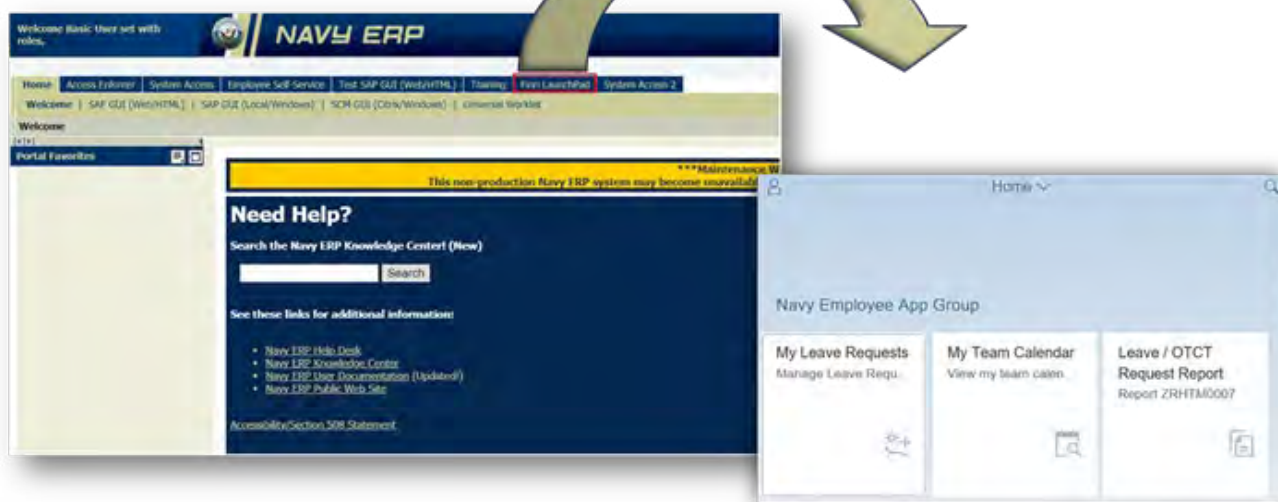 Welcome Basic User set with
roles,
NAVY ERP
Home Access Enforcer System Access Employee Self-Service Test SAP GUI (Web/HTML) Training Fiori LaunchPad System Access 2
Welcome | SAP GUI (Web/HTML) | SAP GUI (Local/Windows) | SCM GUI (Citrix/Windows) | Universal Worklist
Welcome
Portal Favorites
***Maintenance W
This non-production Navy ERP system may become unavailabl
Need Help?
Search the Navy ERP Knowledge Center! (New)
Search
See these links for additional information:
• Navy ERP Help Desk
• Navy ERP Knowledge Center
• Navy ERP User Documentation (Updated!)
• Navy ERP Public Web Site
Accessibility/Section 508 Statement
Home
Navy Employee App Group
My Leave Requests
Manage Leave Requ...
My Team Calendar
View my team calen...
Leave / OTCT
Request Report
Report ZRHTM0007